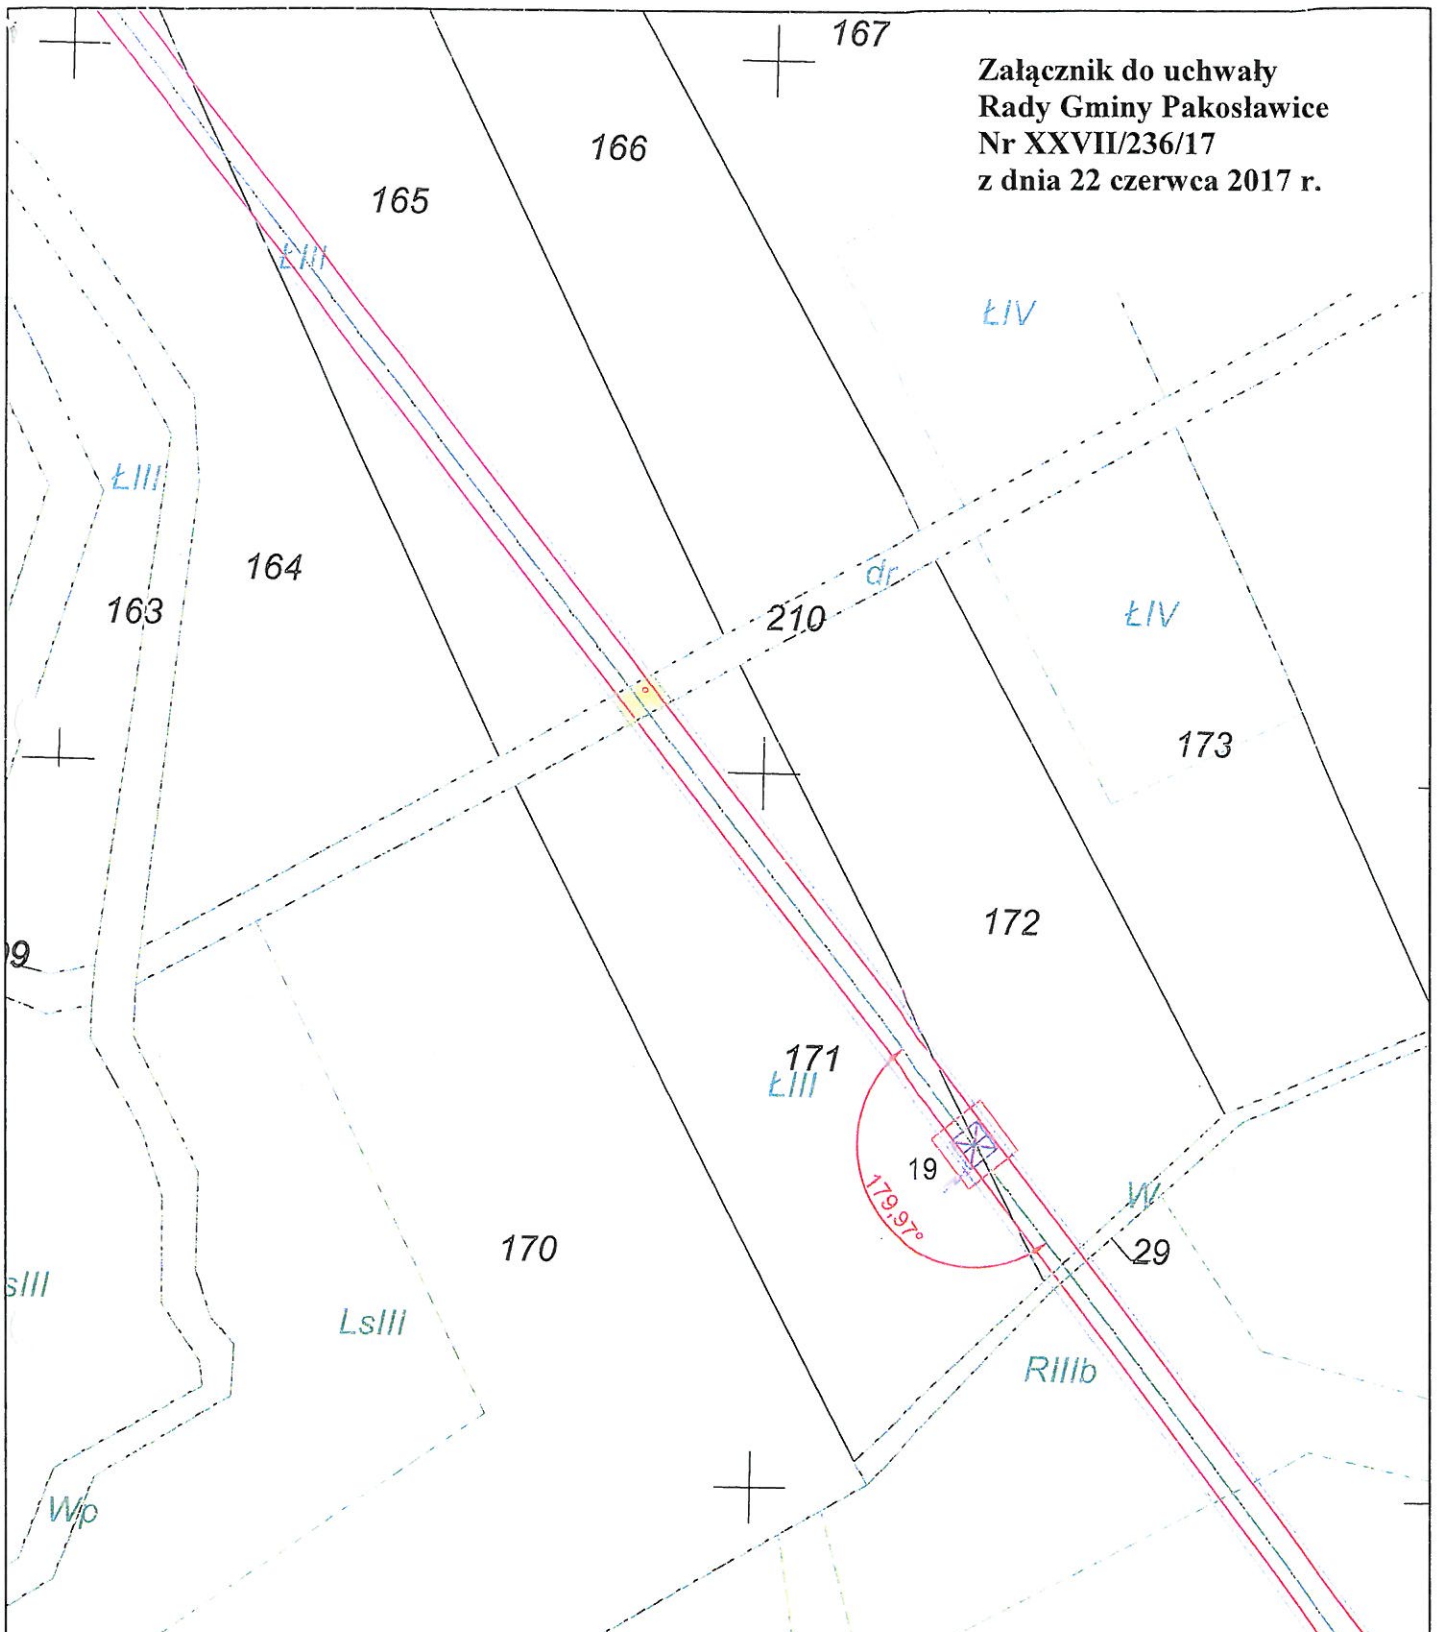 167
Załącznik do uchwały
Rady Gminy Pakosławice
Nr XXVII/236/17
z dnia 22 czerwca 2017 r.
166
165
ŁIII
ŁIV
ŁIII
164
dr
163
210
ŁIV
173
172
171
ŁIII
19
179,97°
W
29
170
LsIII
RIIIb
Wp